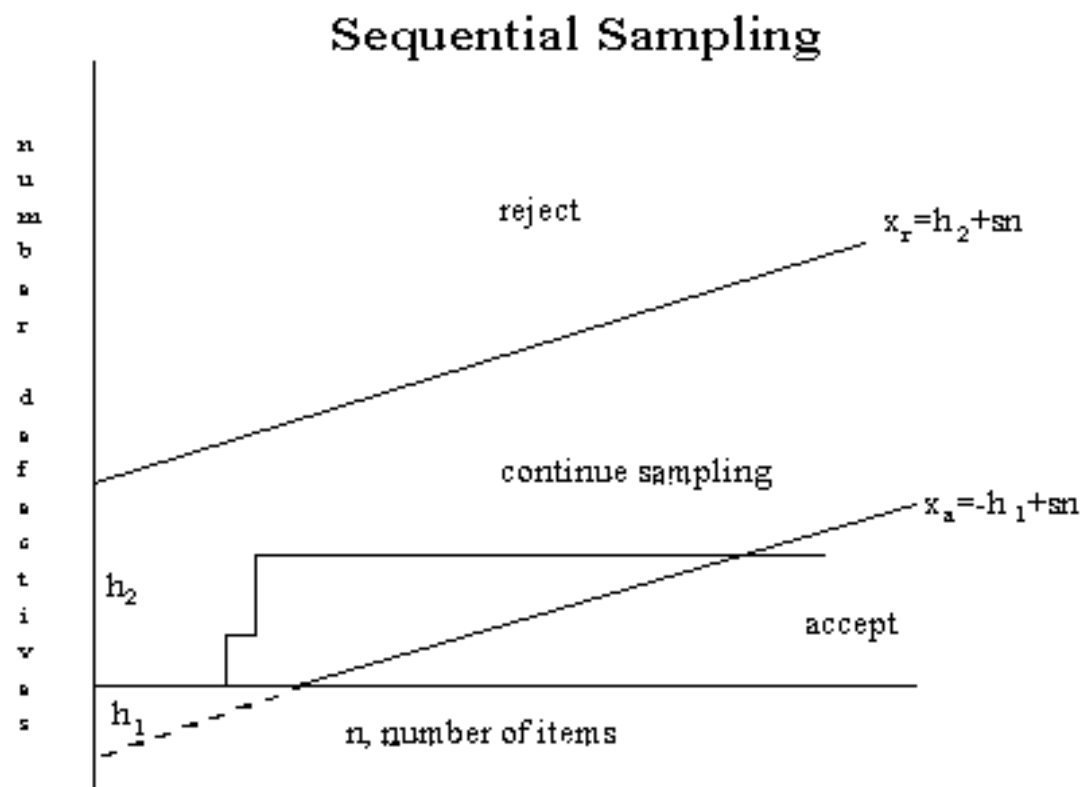 Sequential Sampling
number defectives
reject
x_r=h_2+sn
continue sampling
x_a=-h_1+sn
h_2
accept
h_1
n, number of items